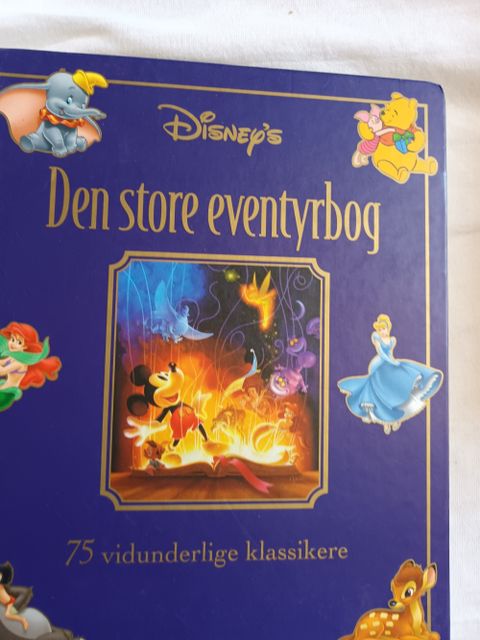 Disney's
Den store eventyrbog
75 vidunderlige klassikere